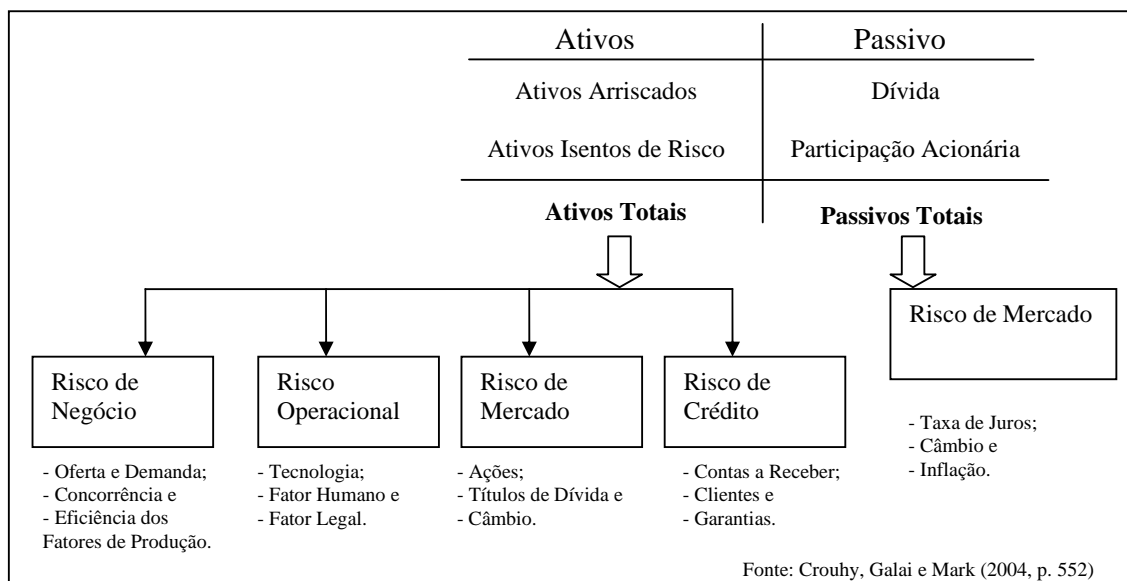 Ativos
Passivo
Ativos Arriscados
Dívida
Ativos Isentos de Risco
Participação Acionária
Ativos Totais
Passivos Totais
Risco de
Negócio
- Oferta e Demanda;
- Concorrência e
- Eficiência dos
Fatores de Produção.
Risco
Operacional
- Tecnologia;
- Fator Humano e
- Fator Legal.
Risco de
Mercado
- Ações;
- Títulos de Dívida e
- Câmbio.
Risco de
Crédito
- Contas a Receber;
- Clientes e
- Garantias.
Risco de Mercado
- Taxa de Juros;
- Câmbio e
- Inflação.
Fonte: Crouhy, Galai e Mark (2004, p. 552)